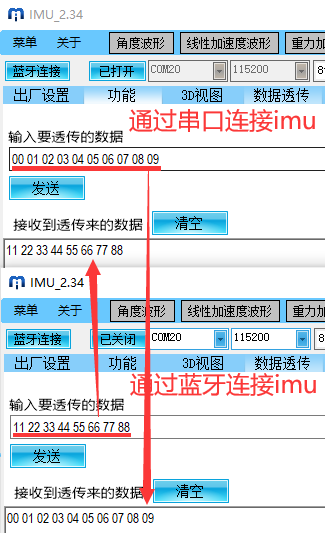 IMU_2.34
菜单 关于 角度波形 线性加速度波形 重力加
蓝牙连接 已打开 COM20 115200 8
出厂设置 功能 3D视图 数据透传
通过串口连接imu
输入要透传的数据
00 01 02 03 04 05 06 07 08 09
发送
接收到透传来的数据 清空
11 22 33 44 55 66 77 88
IMU_2.34
菜单 关于 角度波形 线性加速度波形 重力加
蓝牙连接 已关闭 COM20 115200 8
出厂设置 功能 3D视图 数据透传
通过蓝牙连接imu
输入要透传的数据
11 22 33 44 55 66 77 88
发送
接收到透传来的数据 清空
00 01 02 03 04 05 06 07 08 09